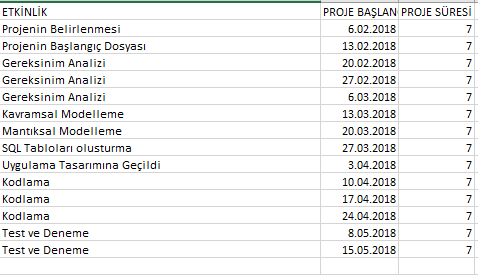 ETKİNLİK PROJE BAŞLAN PROJE SÜRESİ
Projenin Belirlenmesi 6.02.2018 7
Projenin Başlangıç Dosyası 13.02.2018 7
Gereksinim Analizi 20.02.2018 7
Gereksinim Analizi 27.02.2018 7
Gereksinim Analizi 6.03.2018 7
Kavramsal Modelleme 13.03.2018 7
Mantıksal Modelleme 20.03.2018 7
SQL Tabloları olusturma 27.03.2018 7
Uygulama Tasarımına Geçildi 3.04.2018 7
Kodlama 10.04.2018 7
Kodlama 17.04.2018 7
Kodlama 24.04.2018 7
Test ve Deneme 8.05.2018 7
Test ve Deneme 15.05.2018 7